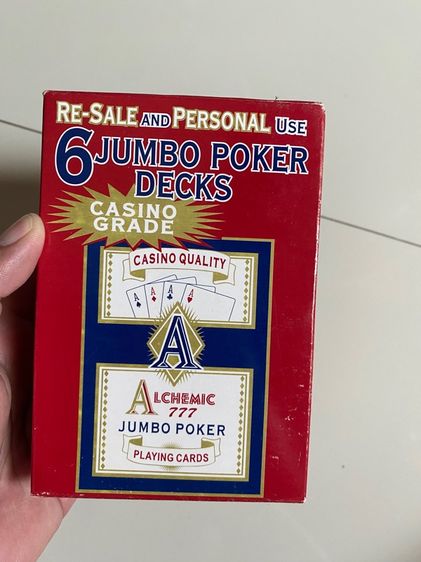 RE-SALE AND PERSONAL USE
6 JUMBO POKER
DECKS
CASINO
GRADE
CASINO QUALITY
A A A A
A
ALCHEMIC
777
JUMBO POKER
PLAYING CARDS